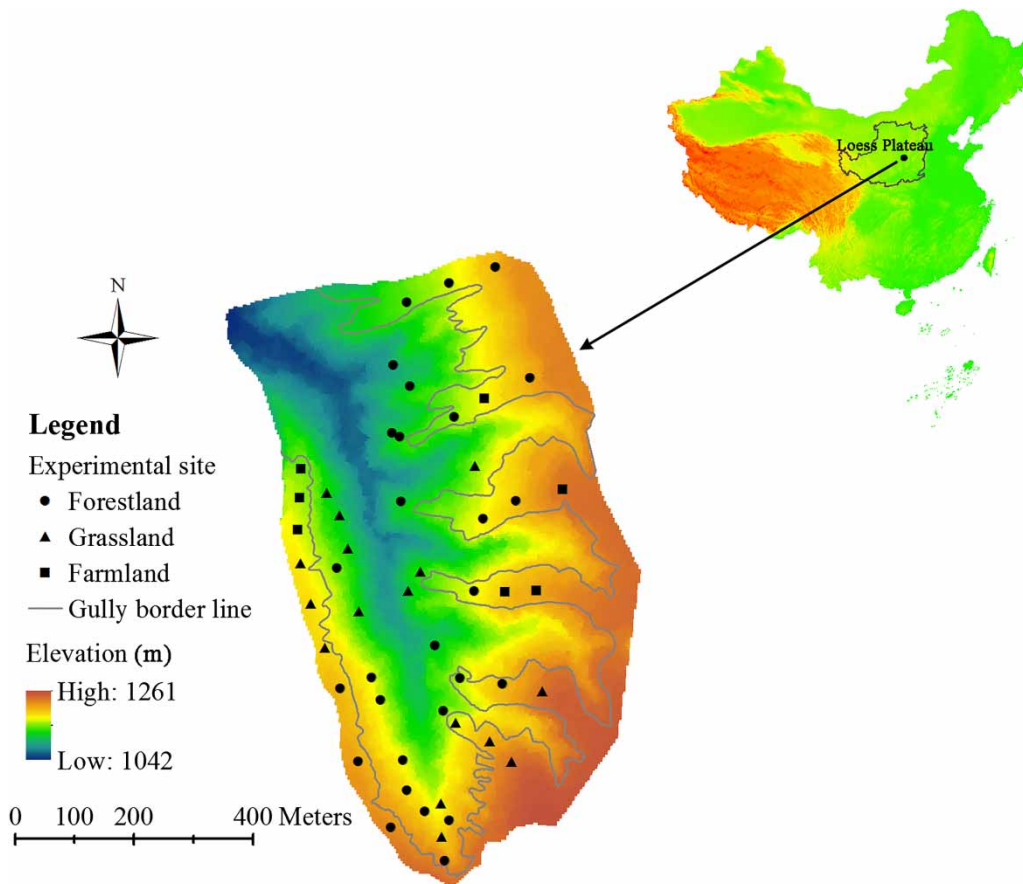 Loess Plateau
N
Legend
Experimental site
Forestland
Grassland
Farmland
Gully border line
Elevation (m)
High: 1261
Low: 1042
0 100 200 400 Meters